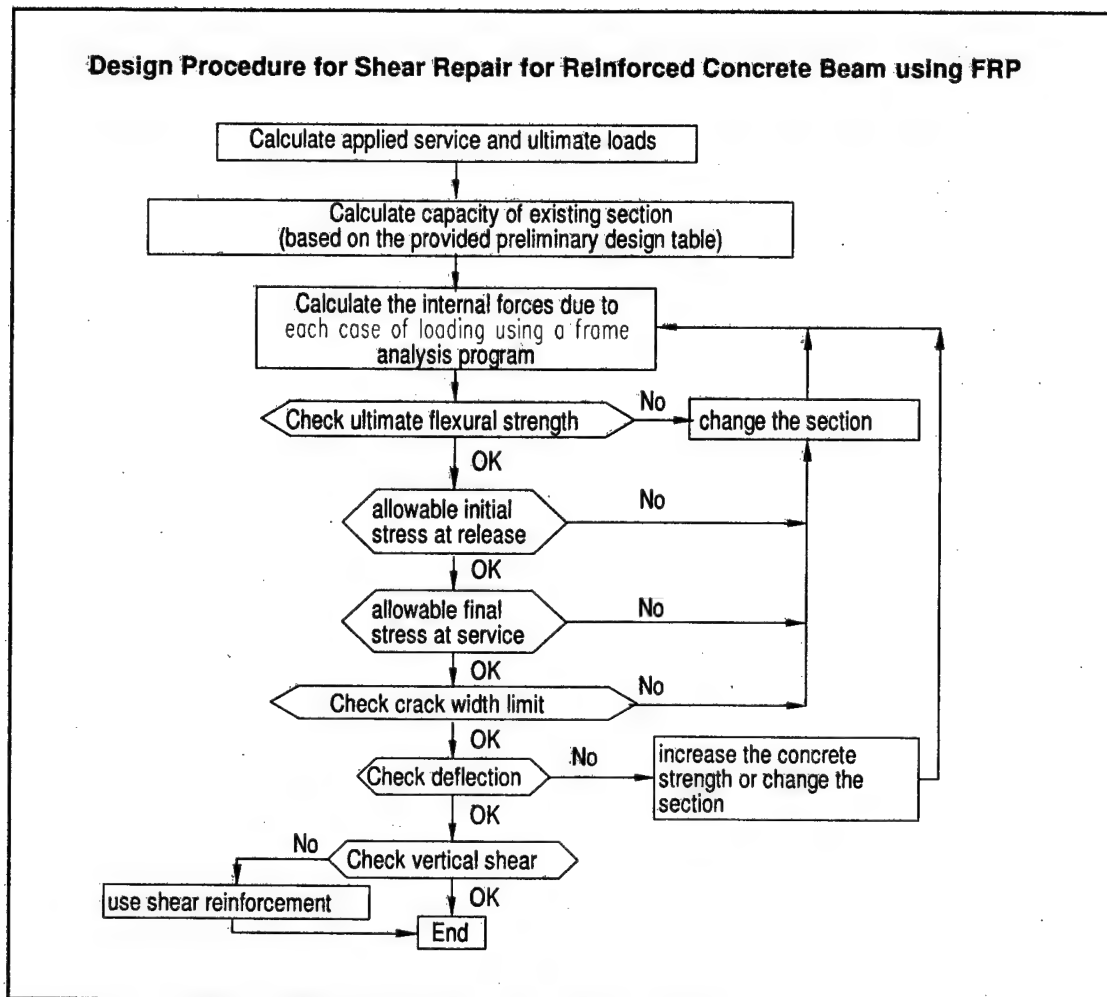 Design Procedure for Shear Repair for Reinforced Concrete Beam using FRP
Calculate applied service and ultimate loads
Calculate capacity of existing section
(based on the provided preliminary design table)
Calculate the internal forces due to
each case of loading using a frame
analysis program
Check ultimate flexural strength
No
change the section
OK
allowable initial
stress at release
No
OK
allowable final
stress at service
No
OK
Check crack width limit
No
OK
Check deflection
No
increase the concrete
strength or change the
section
OK
No
Check vertical shear
use shear reinforcement
OK
End